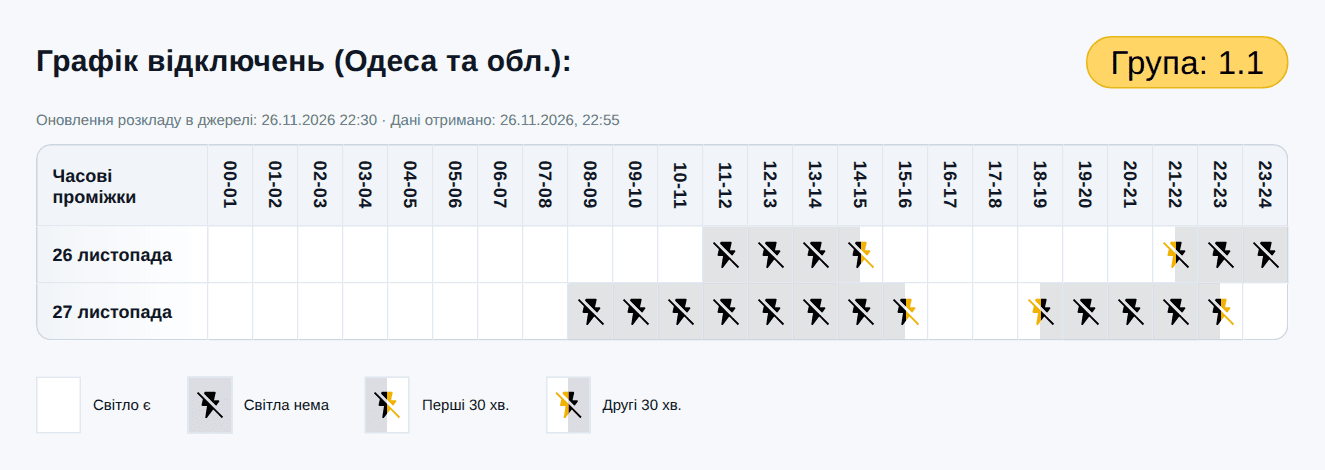 Графік відключень (Одеса та обл.):
Група: 1.1
Оновлення розкладу в джерелі: 26.11.2026 22:30 · Дані отримано: 26.11.2026, 22:55
Часові
проміжки
00-01
01-02
02-03
03-04
04-05
05-06
06-07
07-08
08-09
09-10
10-11
11-12
12-13
13-14
14-15
15-16
16-17
17-18
18-19
19-20
20-21
21-22
22-23
23-24
26 листопада
27 листопада
Світло є
Світла нема
Перші 30 хв.
Другі 30 хв.